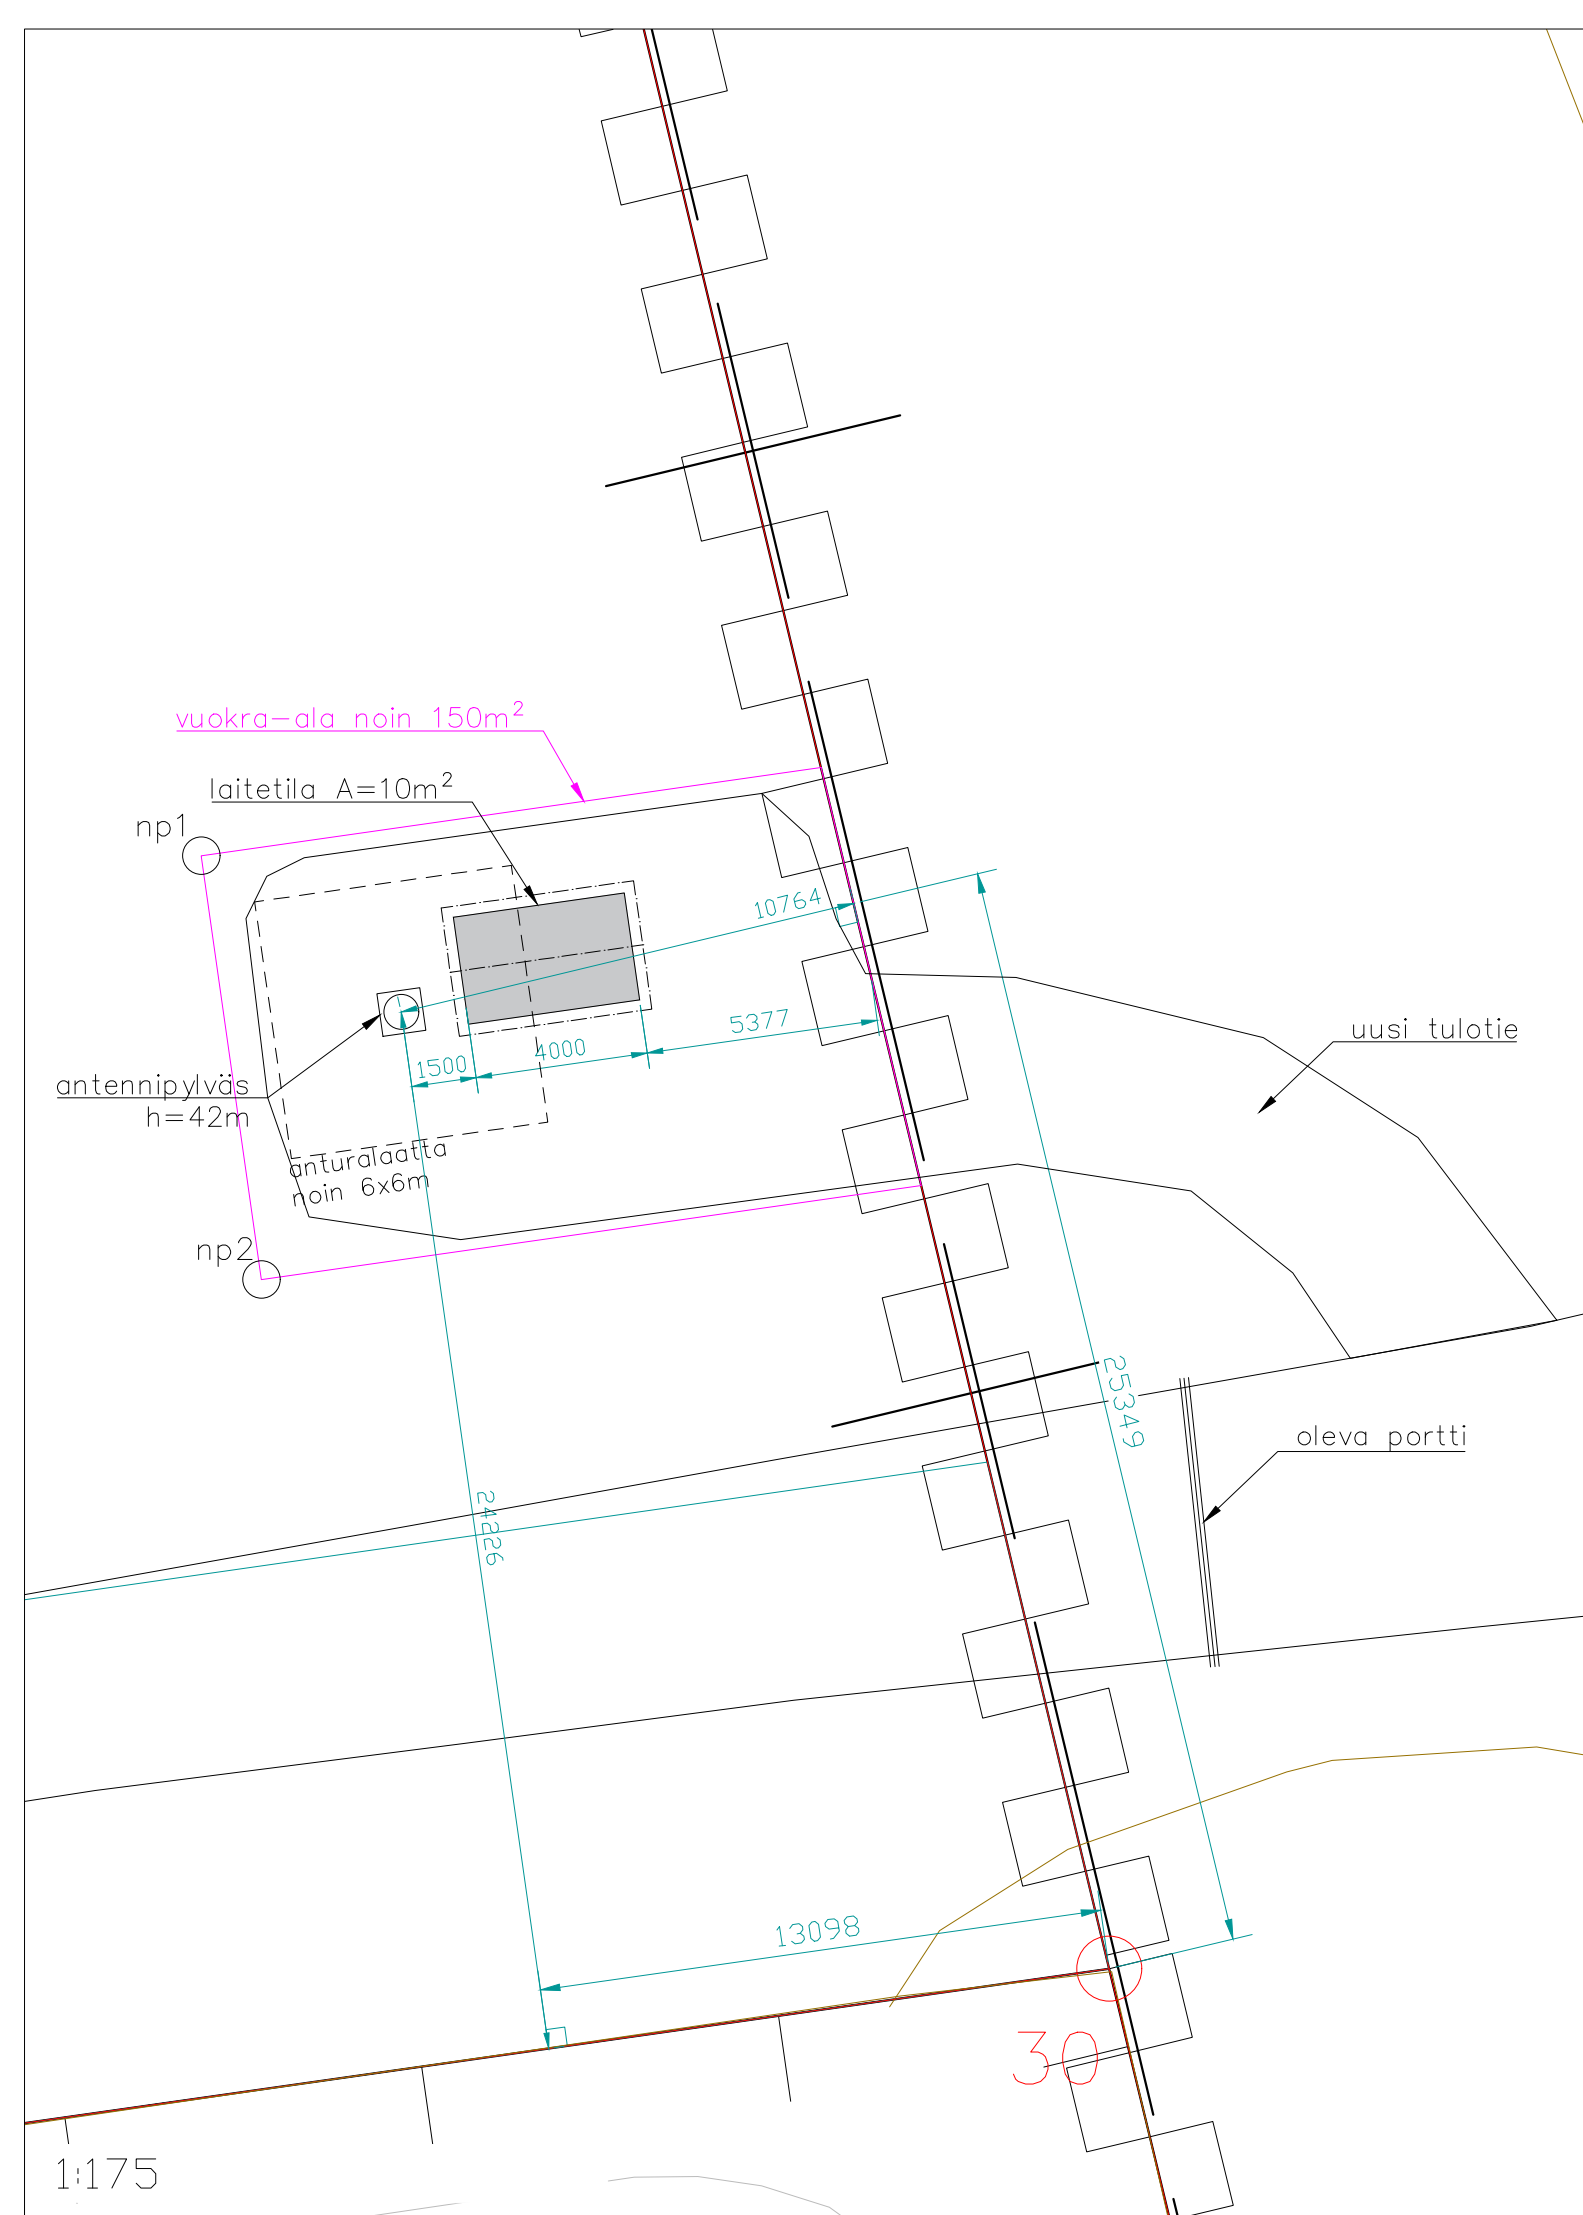 vuokra-ala noin 150m²
laitetila A=10m²
np1
10764
5377
4000
1500
uusi tulotie
antennipylväs
h=42m
anturalaatta
noin 6x6m
np2
25349
oleva portti
24226
13098
30
1:175